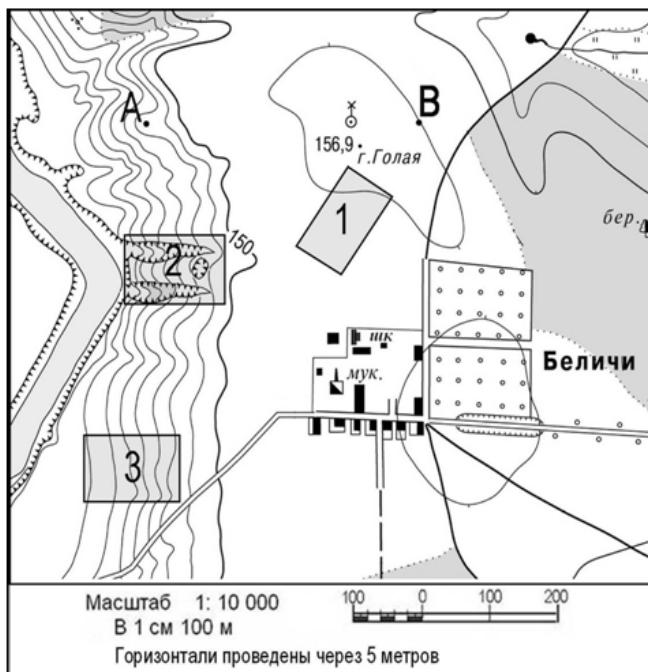 А
В
156,9
г.Голая
1
бер.
2
150
шк
Беличи
мук.
3
Масштаб 1: 10 000
В 1 см 100 м
100 0 100 200
Горизонтали проведены через 5 метров